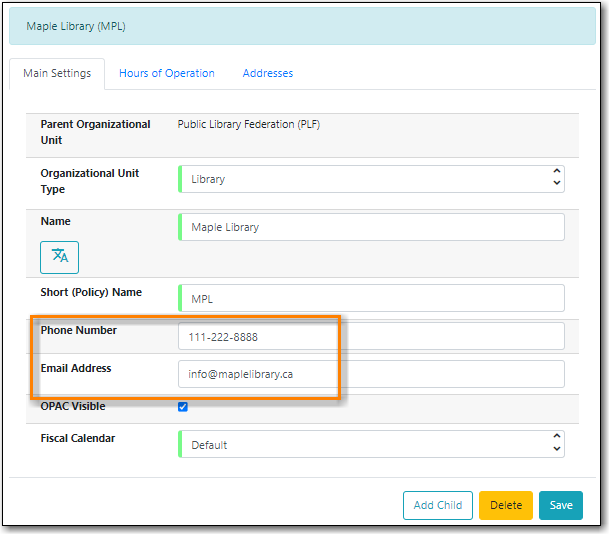 Maple Library (MPL)
Main Settings Hours of Operation Addresses
Parent Organizational Unit Public Library Federation (PLF)
Organizational Unit Type Library
Name Maple Library
Short (Policy) Name MPL
Phone Number 111-222-8888
Email Address info@maplelibrary.ca
OPAC Visible
Fiscal Calendar Default
Add Child Delete Save